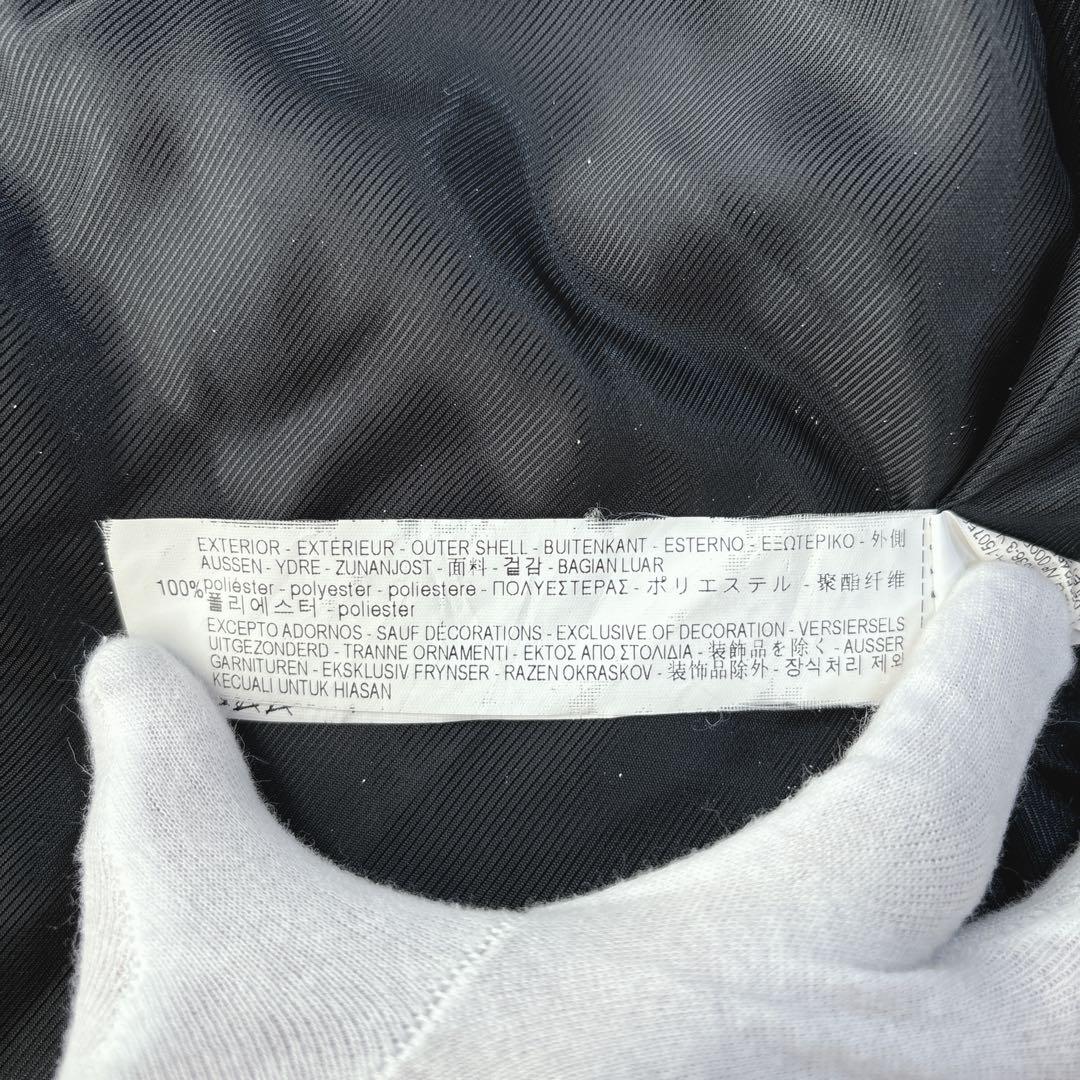 EXTERIOR - EXTÉRIEUR - OUTER SHELL - BUITENKANT - ESTERNO - ΕΞΩΤΕΡΙΚΟ - 外側
AUSSEN - YDRE - ZUNANJOST - 面料 - 겉감 - BAGIAN LUAR
100% poliéster - polyester - poliestere - ΠΟΛΥΕΣΤΕΡΑΣ - ポリエステル - 聚酯纤维
폴리에스터 - poliester
EXCEPTO ADORNOS - SAUF DÉCORATIONS - EXCLUSIVE OF DECORATION - VERSIERSELS
UITGEZONDERD - TRANNE ORNAMENTI - ΕΚΤΟΣ ΑΠΟ ΣΤΟΛΙΔΙΑ - 装飾品を除く - AUSSER
GARNITUREN - EKSKLUSIV FRYNSER - RAZEN OKRASKOV - 装饰品除外 - 장식처리 제외
KECUALI UNTUK HIASAN